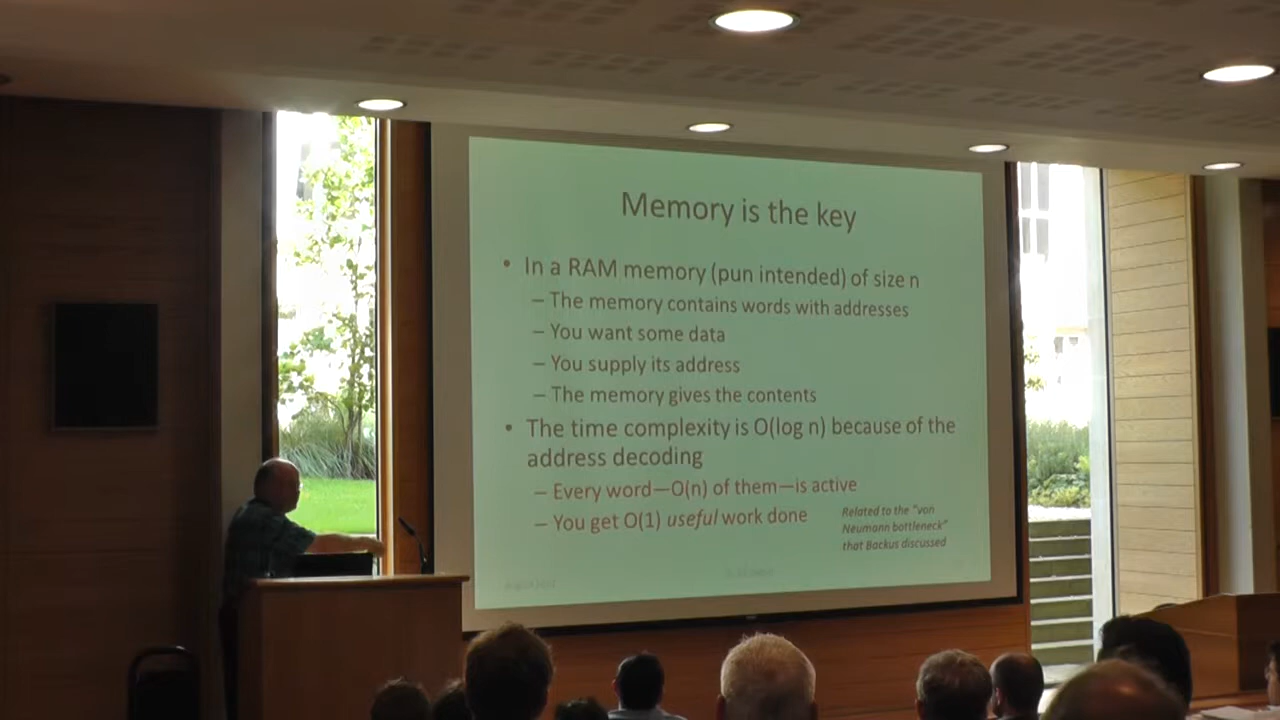 Memory is the key
• In a RAM memory (pun intended) of size n
– The memory contains words with addresses
– You want some data
– You supply its address
– The memory gives the contents
• The time complexity is O(log n) because of the
address decoding
– Every word—O(n) of them—is active
– You get O(1) useful work done
Related to the "von
Neumann bottleneck"
that Backus discussed